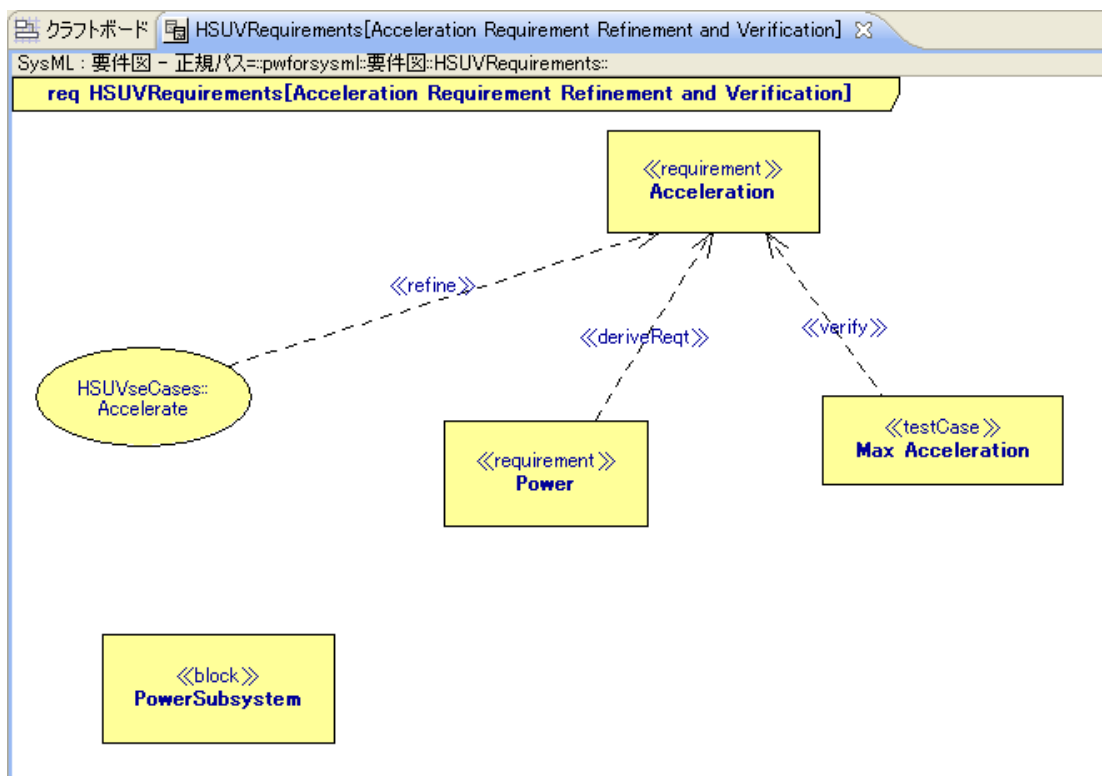 クラフトボード HSUVRequirements[Acceleration Requirement Refinement and Verification]
SysML : 要件図 - 正規パス=::pwforsysml::要件図::HSUVRequirements::
req HSUVRequirements[Acceleration Requirement Refinement and Verification]
≪requirement≫
Acceleration
≪refine≫
≪deriveReqt≫
≪verify≫
HSUVseCases::
Accelerate
≪requirement≫
Power
≪testCase≫
Max Acceleration
≪block≫
PowerSubsystem